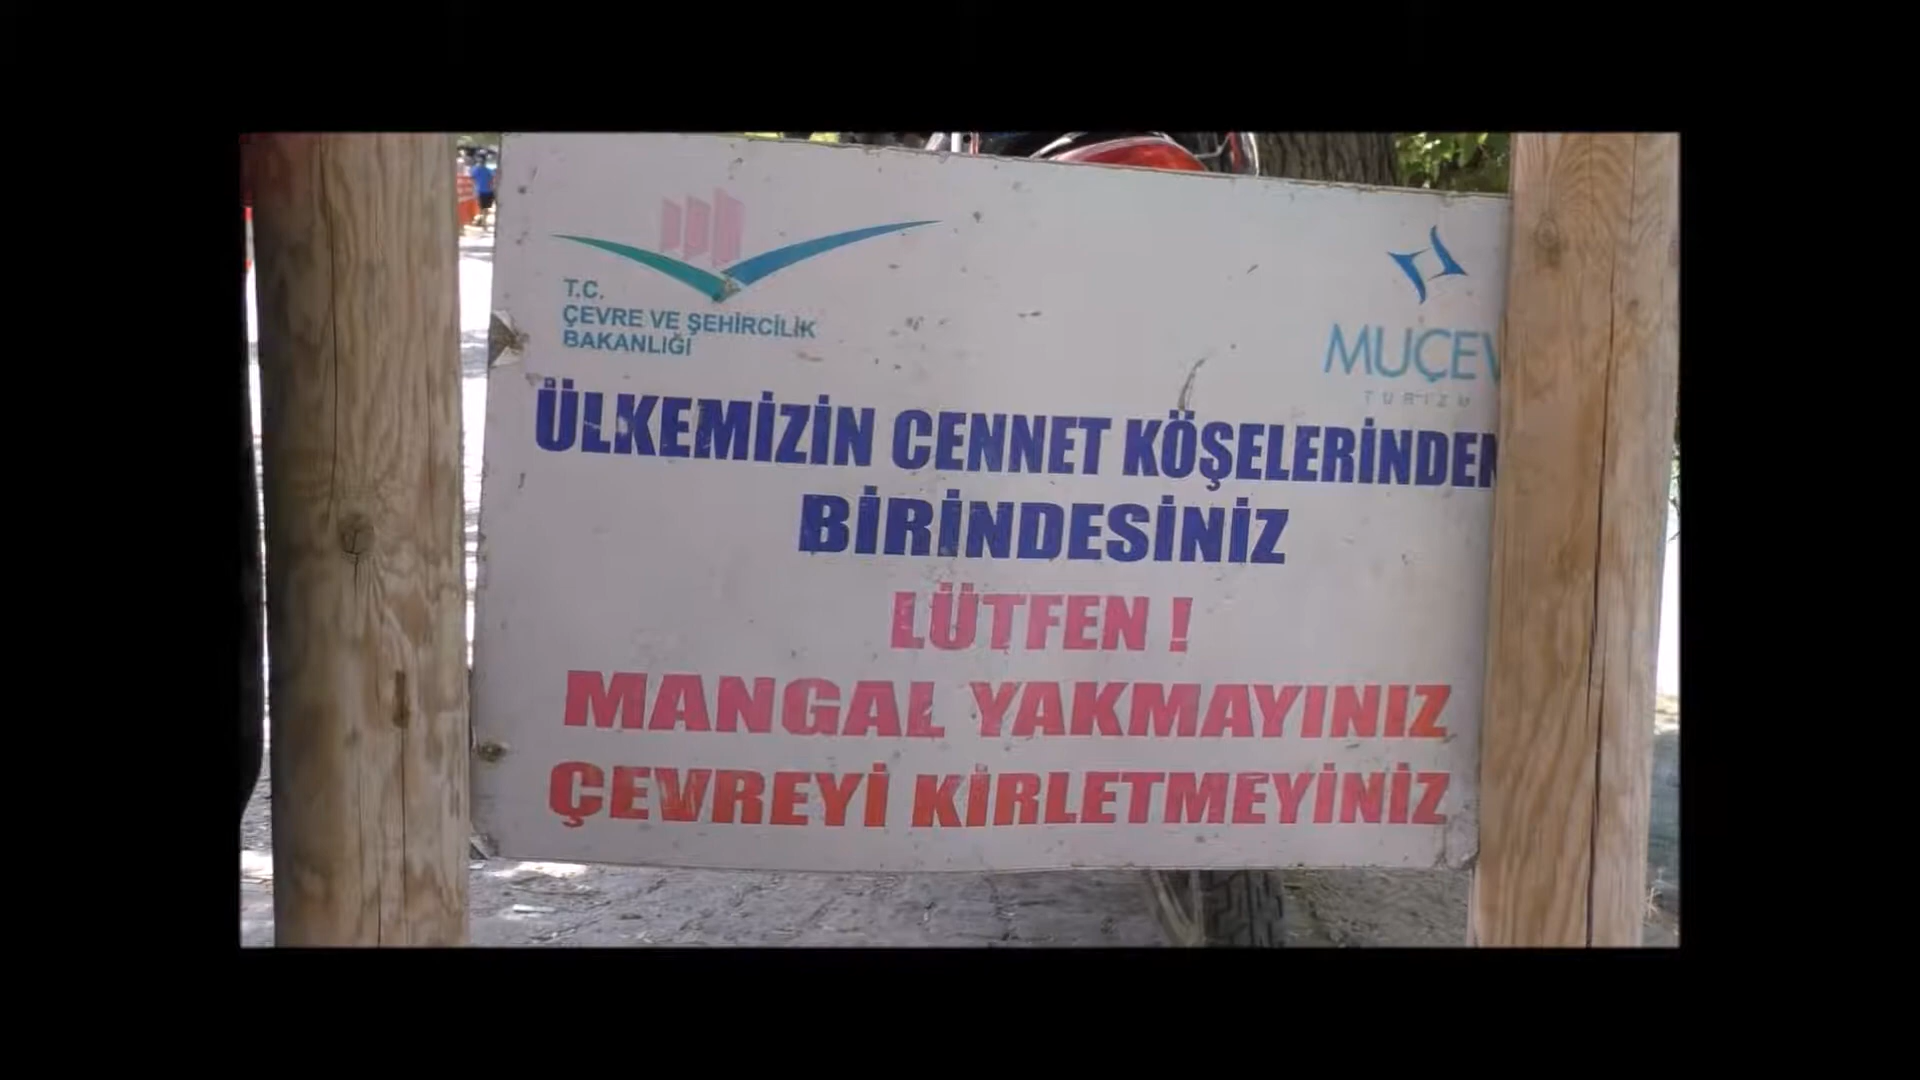 T.C.
ÇEVRE VE ŞEHİRCİLİK
BAKANLIĞI
MUÇEV
TURİZM
ÜLKEMİZİN CENNET KÖŞELERİNDEN
BİRİNDESİNİZ
LÜTFEN !
MANGAL YAKMAYINIZ
ÇEVREYİ KİRLETMEYİNİZ